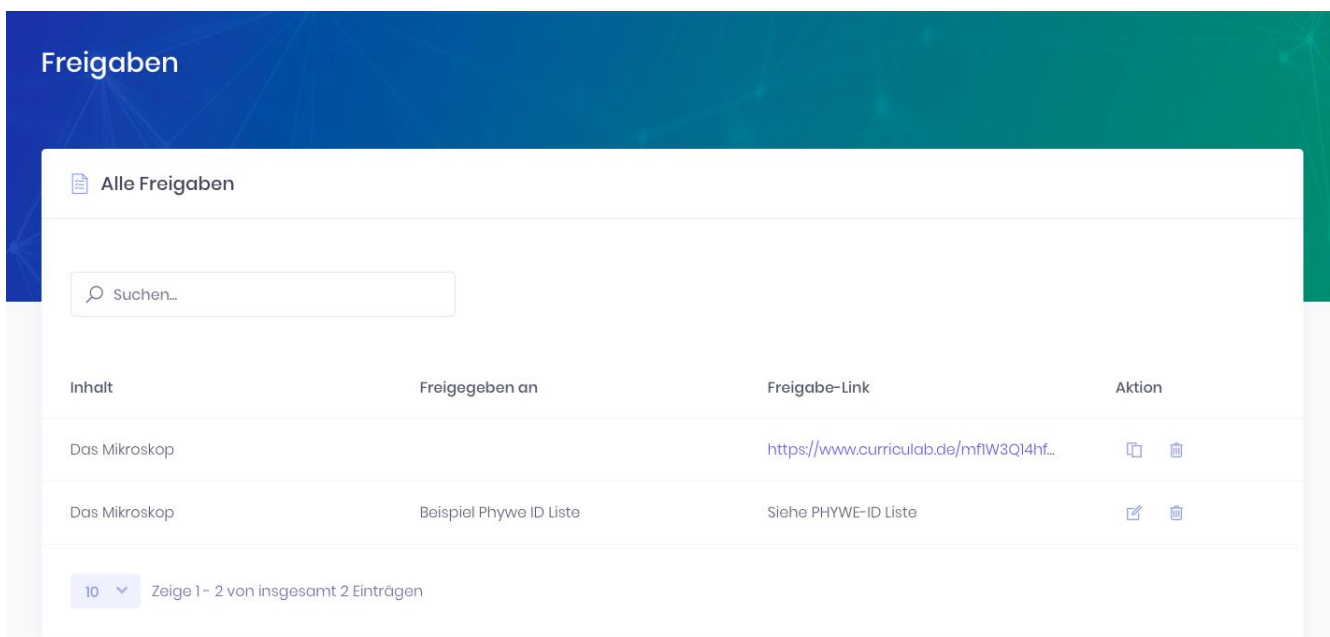 Freigaben
Alle Freigaben
Suchen...
Inhalt Freigegeben an Freigabe-Link Aktion
Das Mikroskop https://www.curriculab.de/mf1W3Q14hf...
Das Mikroskop Beispiel Phywe ID Liste Siehe PHYWE-ID Liste
10 Zeige 1 - 2 von insgesamt 2 Einträgen